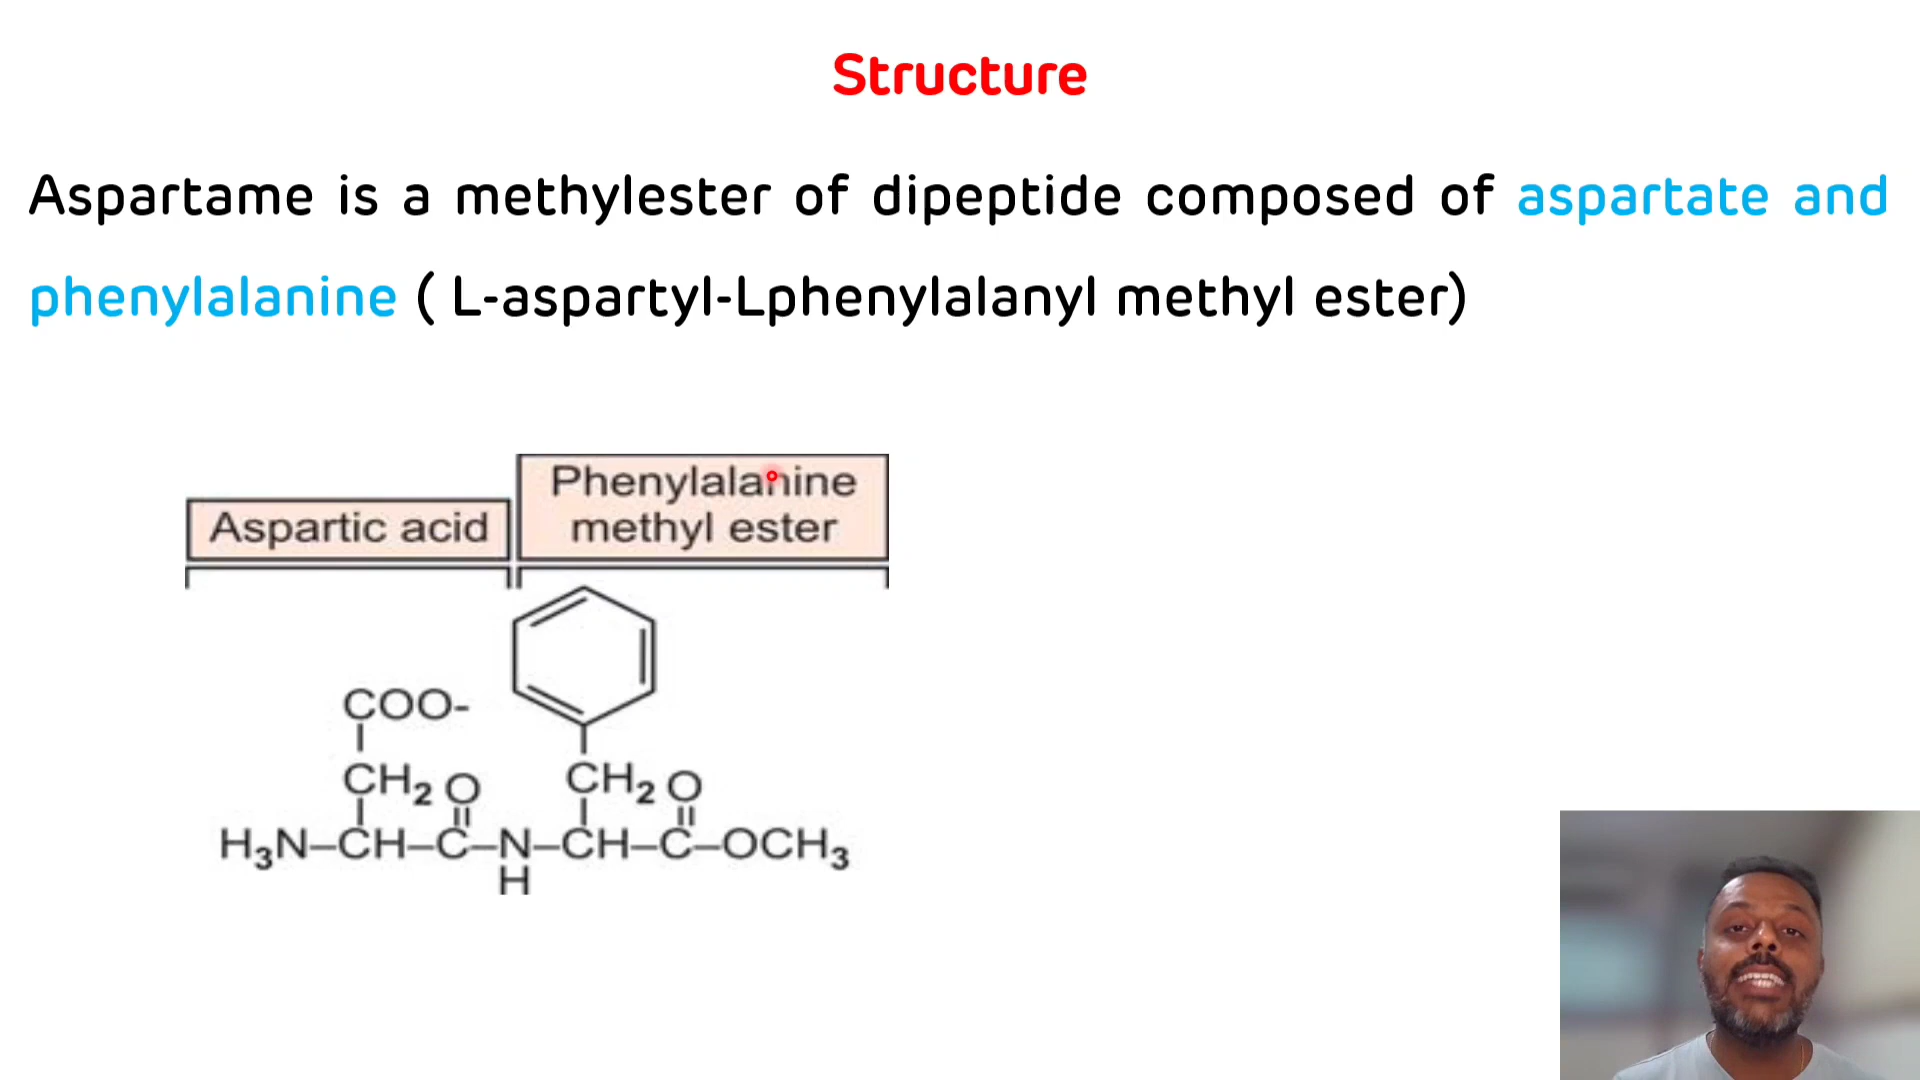 Structure
Aspartame is a methylester of dipeptide composed of aspartate and
phenylalanine ( L-aspartyl-Lphenylalanyl methyl ester)
Phenylalanine
methyl ester
Aspartic acid
COO-
CH2 O CH2 O
H3N–CH–C–N–CH–C–OCH3
H